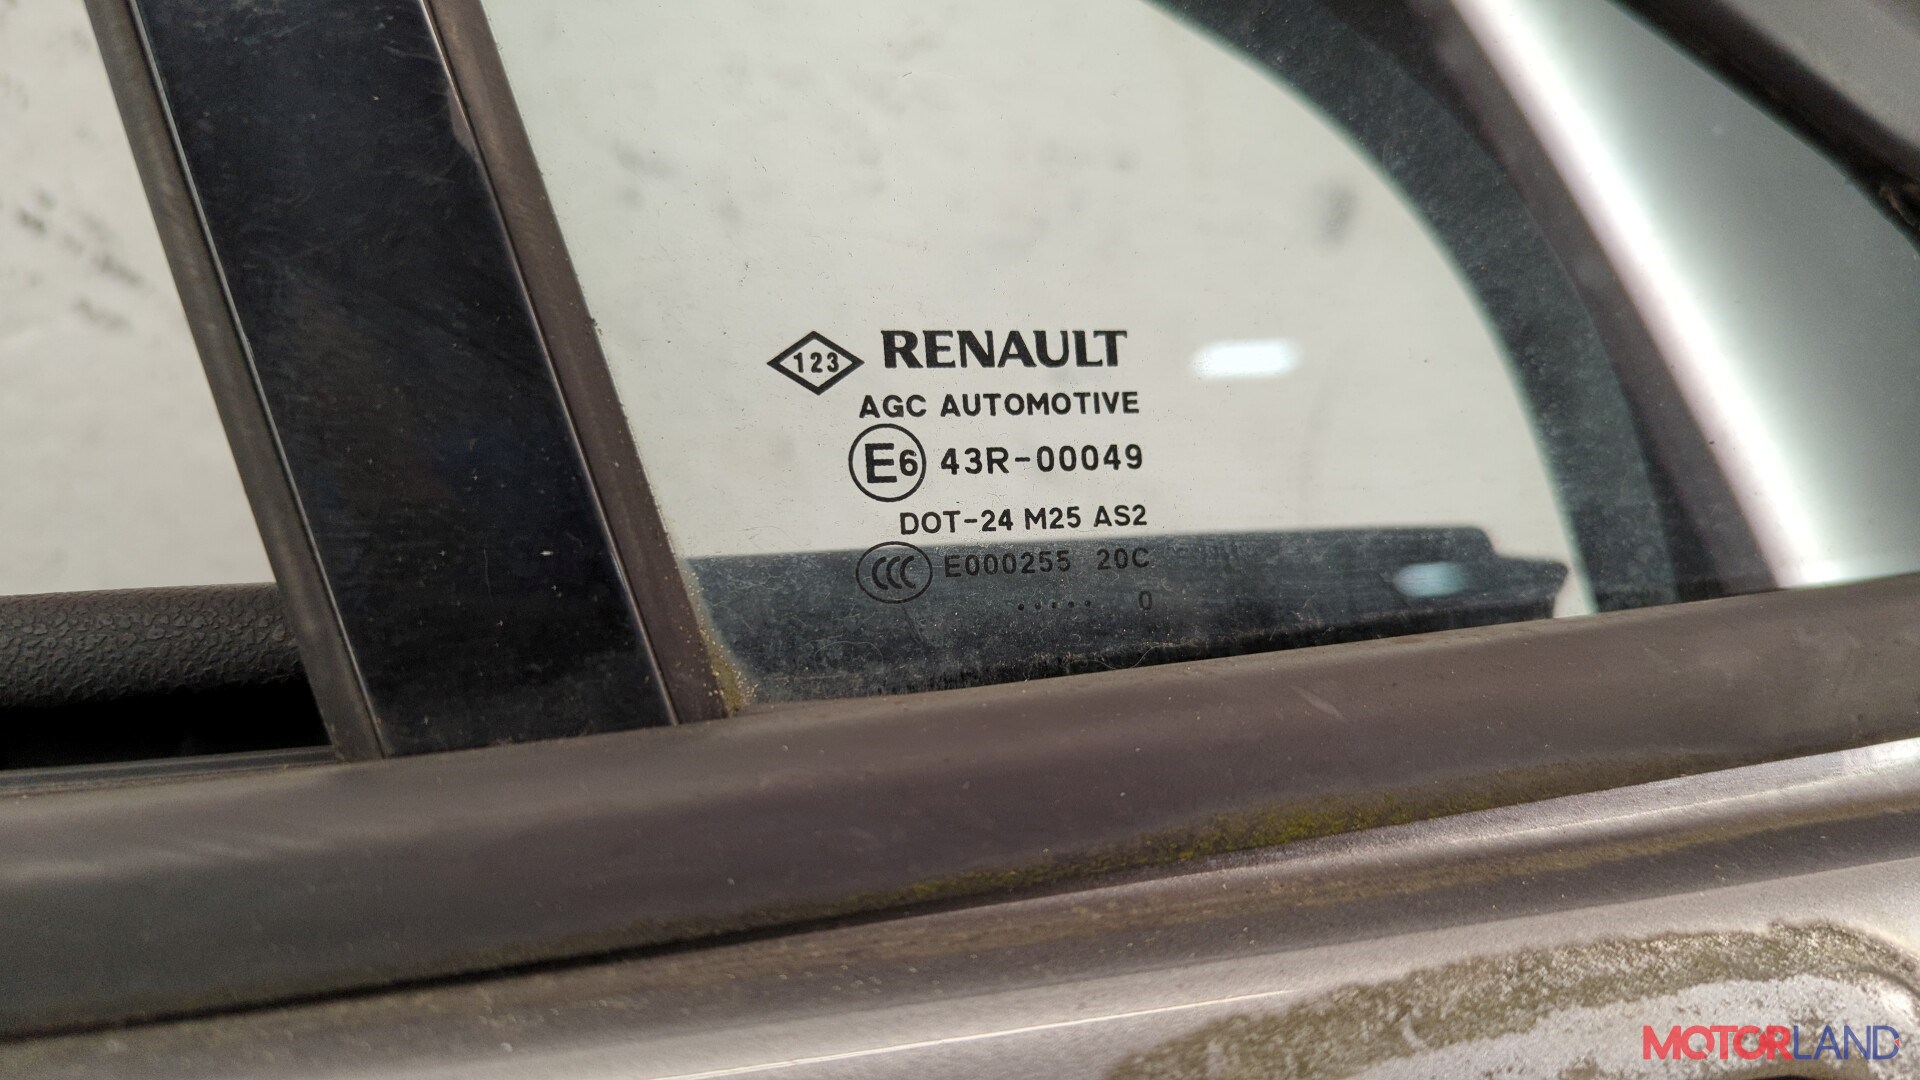 123 RENAULT
AGC AUTOMOTIVE
E6 43R-00049
DOT-24 M25 AS2
CCC E000255 20C
..... 0
MOTORLAND